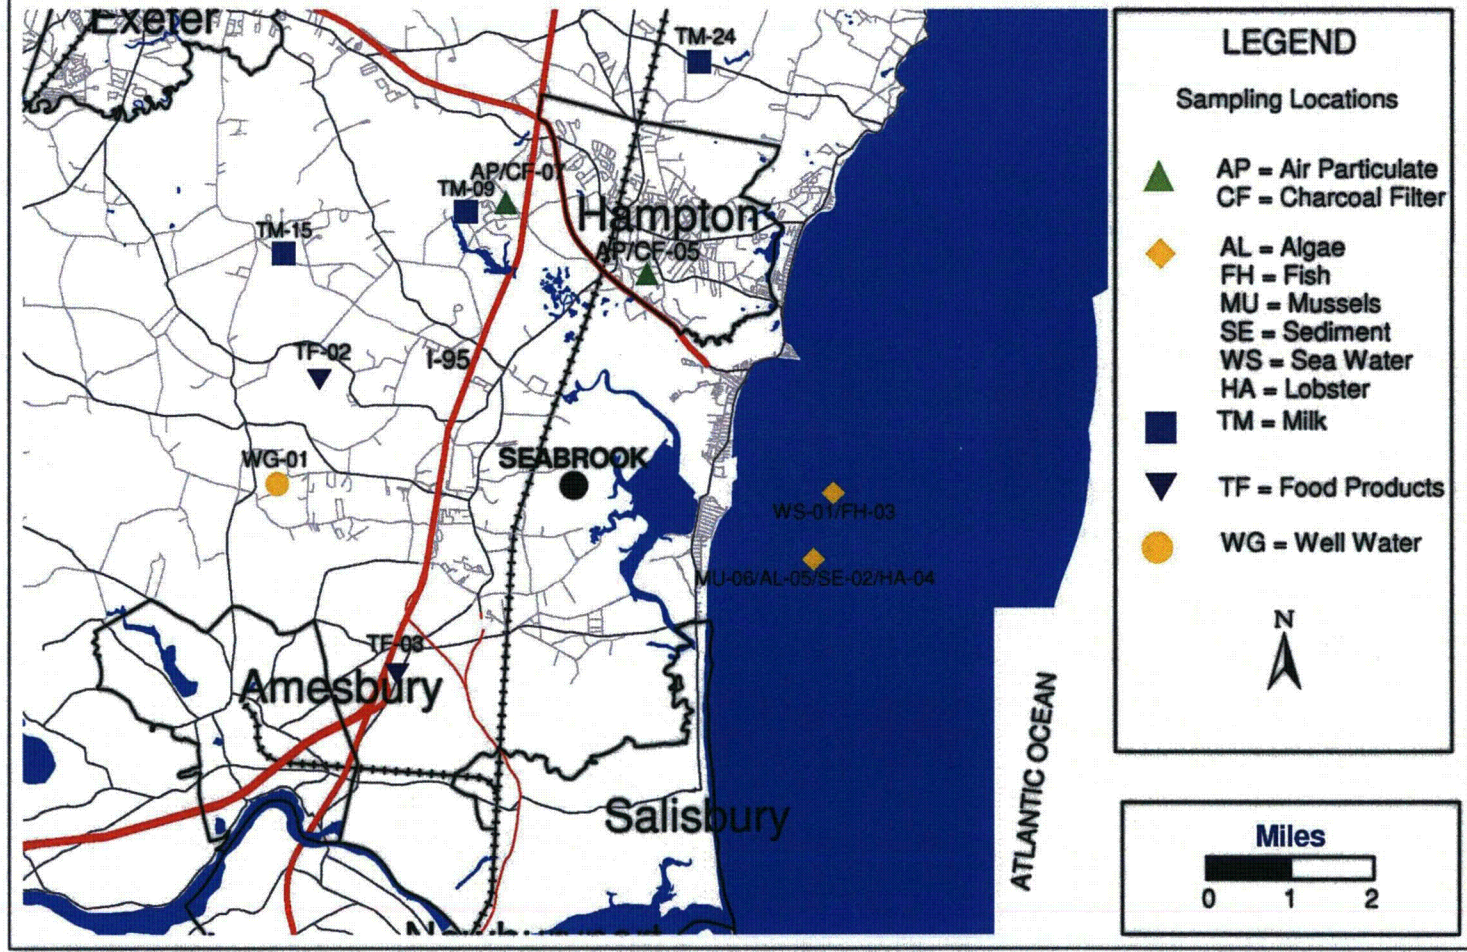 Exeter
TM-24
AP/CF-07
TM-09
Hampton
TM-15
AP/CF-05
TF-02
I-95
WG-01
SEABROOK
WS-01/FH-03
MU-06/AL-05/SE-02/HA-04
TF-03
Amesbury
Salisbury
ATLANTIC OCEAN
LEGEND
Sampling Locations
AP = Air Particulate
CF = Charcoal Filter
AL = Algae
FH = Fish
MU = Mussels
SE = Sediment
WS = Sea Water
HA = Lobster
TM = Milk
TF = Food Products
WG = Well Water
N
Miles
0 1 2